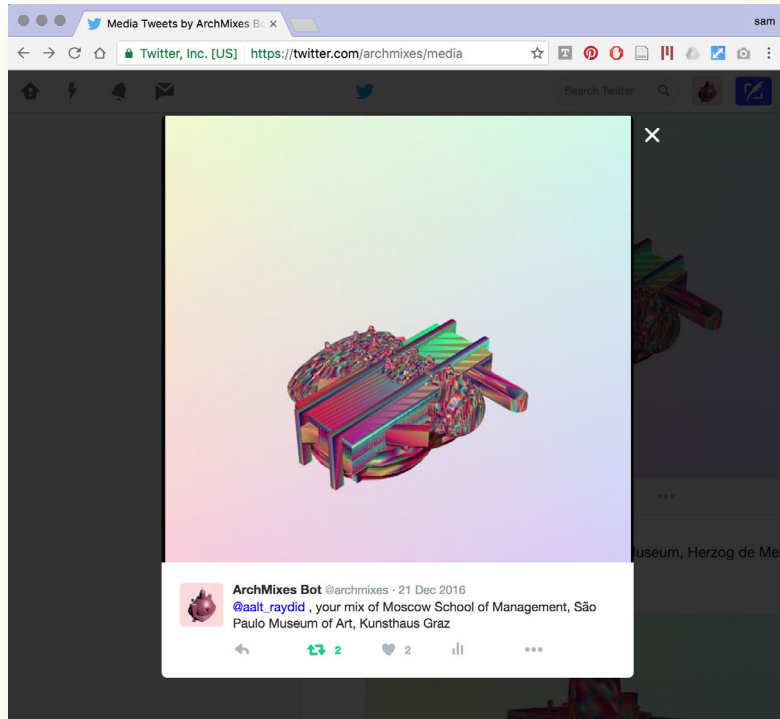 Media Tweets by ArchMixes Bo
sam
Twitter, Inc. [US] https://twitter.com/archmixes/media
Search Twitter
useum, Herzog de Me
ArchMixes Bot @archmixes · 21 Dec 2016
@aalt_raydid , your mix of Moscow School of Management, São
Paulo Museum of Art, Kunsthaus Graz
2 2